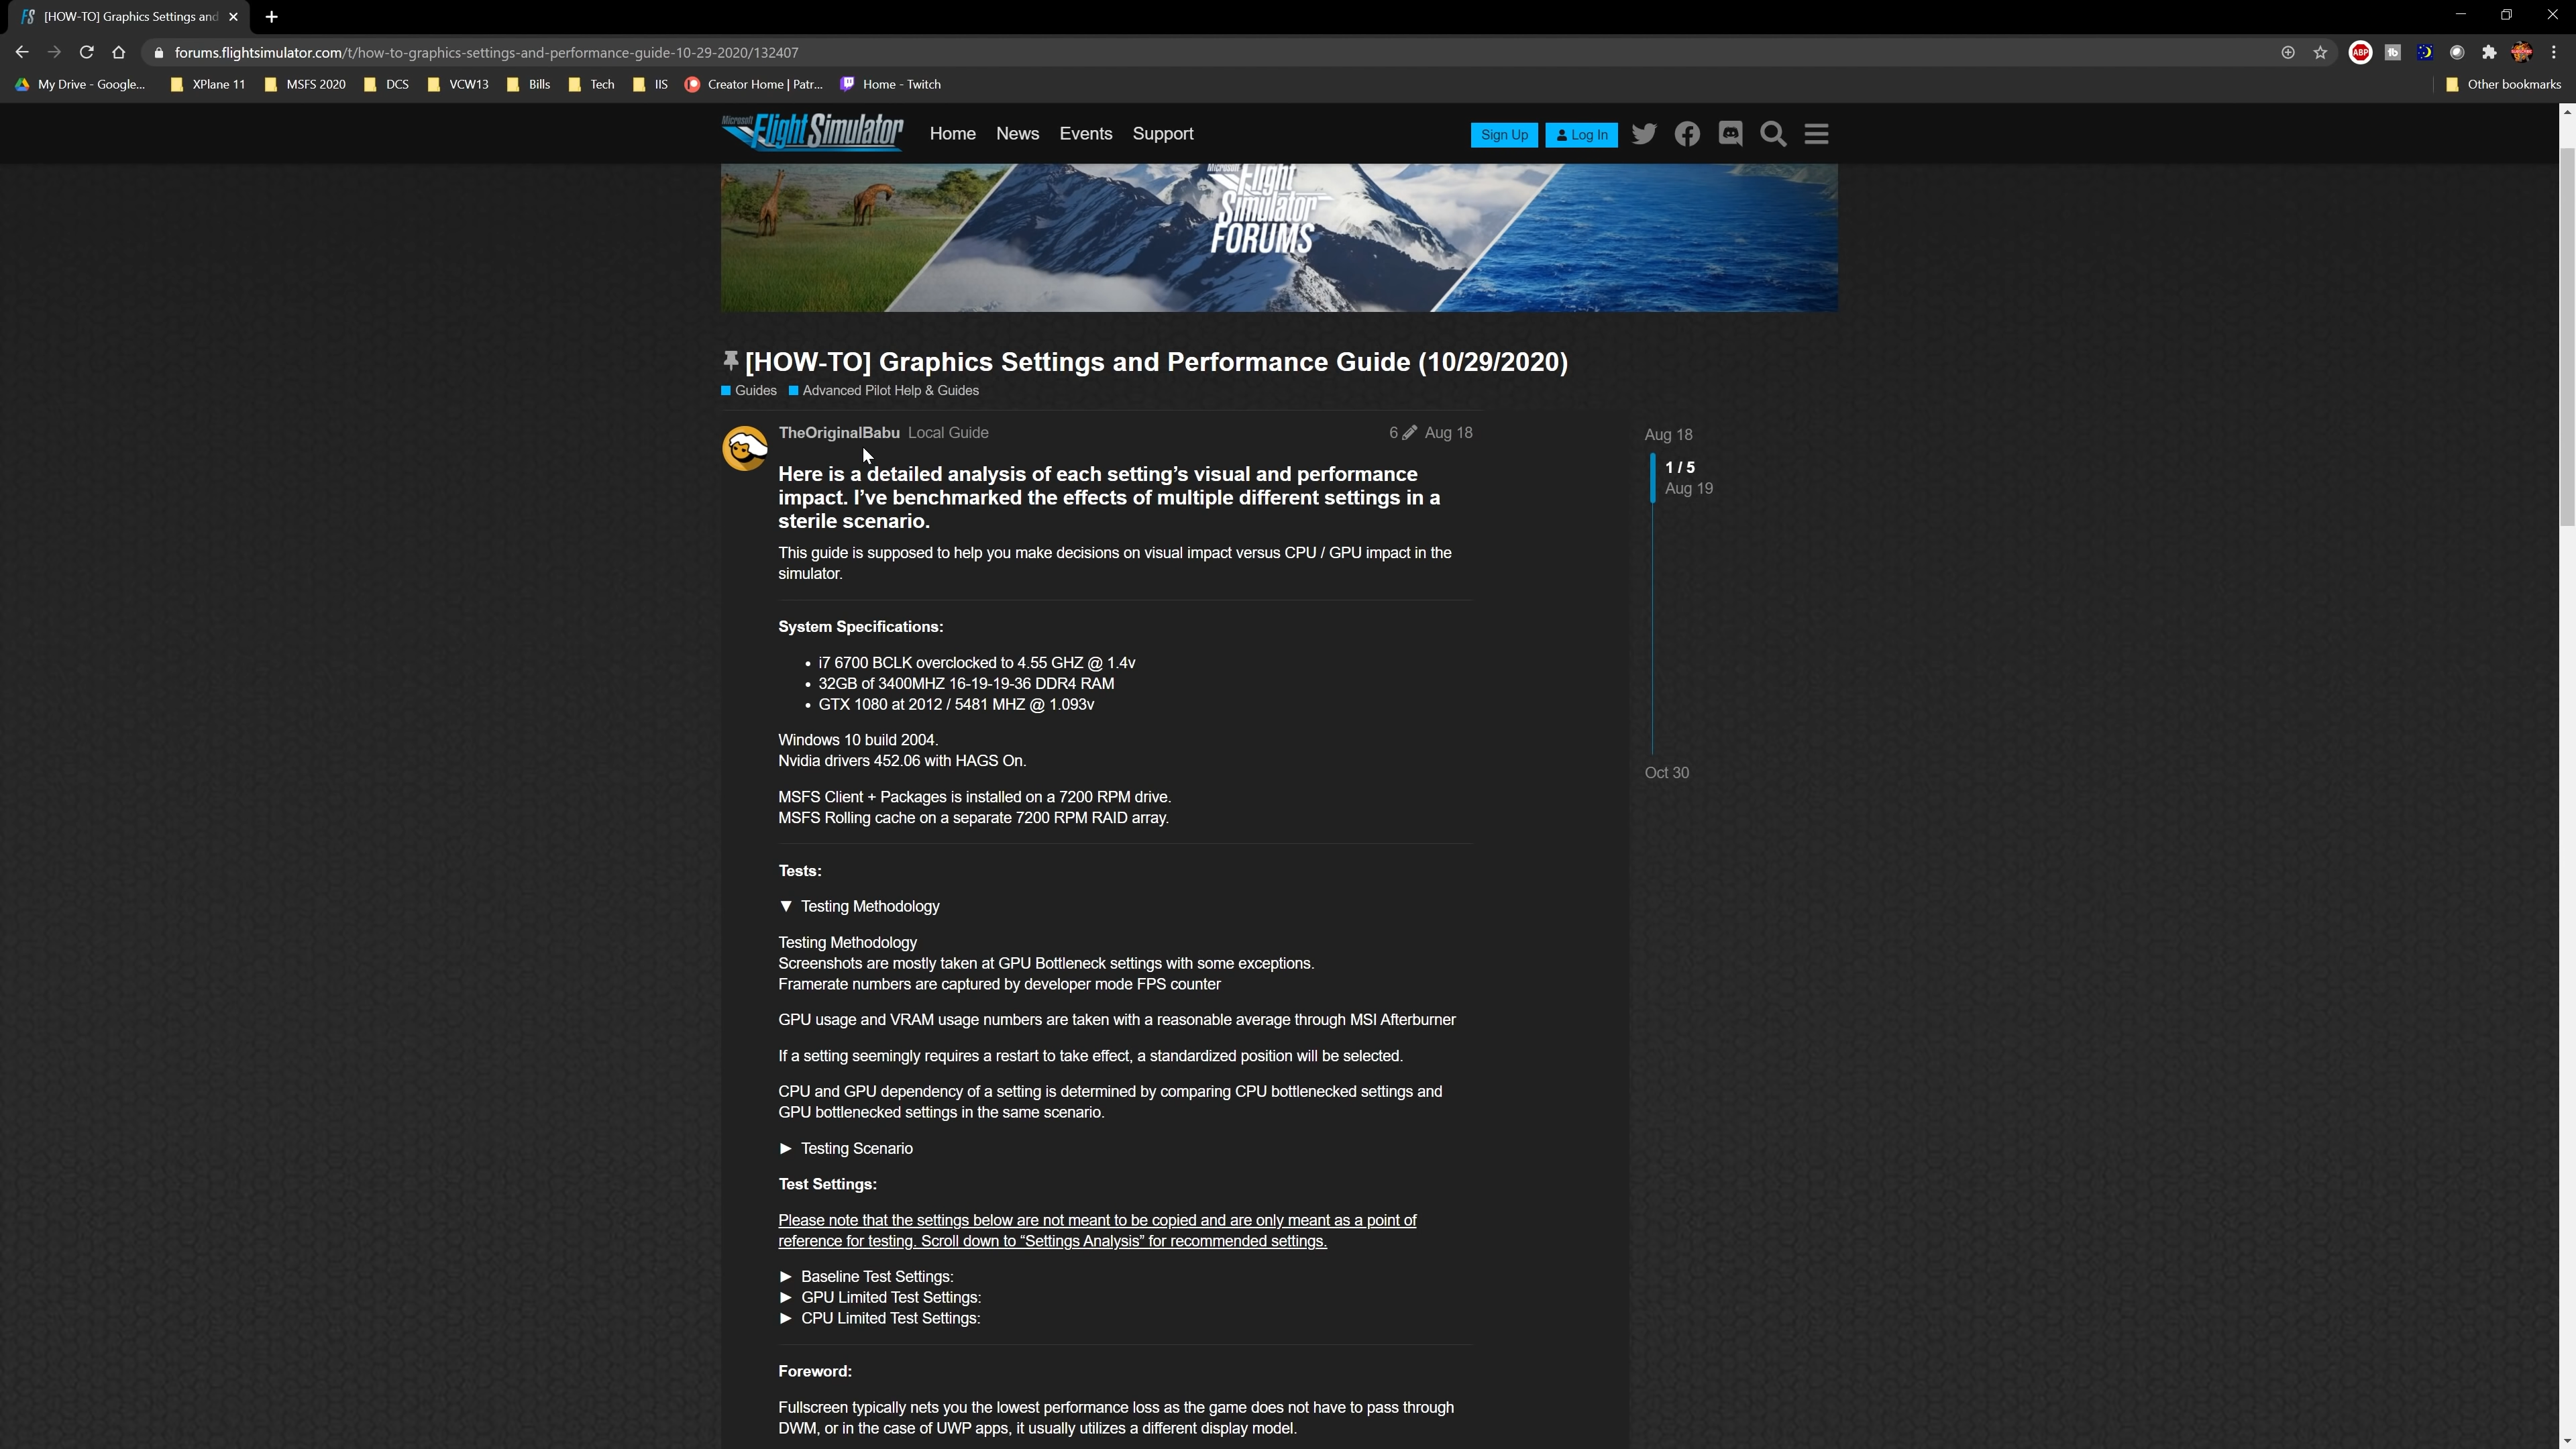 [HOW-TO] Graphics Settings and
forums.flightsimulator.com/t/how-to-graphics-settings-and-performance-guide-10-29-2020/132407
ABP
My Drive - Google...
XPlane 11
MSFS 2020
DCS
VCW13
Bills
Tech
IIS
Creator Home | Patr...
Home - Twitch
Other bookmarks
Microsoft
Flight Simulator
Home
News
Events
Support
Sign Up
Log In
Microsoft
Flight
Simulator
FORUMS
[HOW-TO] Graphics Settings and Performance Guide (10/29/2020)
Guides
Advanced Pilot Help & Guides
TheOriginalBabu Local Guide
6
Aug 18
Here is a detailed analysis of each setting’s visual and performance
impact. I’ve benchmarked the effects of multiple different settings in a
sterile scenario.
This guide is supposed to help you make decisions on visual impact versus CPU / GPU impact in the
simulator.
System Specifications:
• i7 6700 BCLK overclocked to 4.55 GHZ @ 1.4v
• 32GB of 3400MHZ 16-19-19-36 DDR4 RAM
• GTX 1080 at 2012 / 5481 MHZ @ 1.093v
Windows 10 build 2004.
Nvidia drivers 452.06 with HAGS On.
MSFS Client + Packages is installed on a 7200 RPM drive.
MSFS Rolling cache on a separate 7200 RPM RAID array.
Tests:
▼ Testing Methodology
Testing Methodology
Screenshots are mostly taken at GPU Bottleneck settings with some exceptions.
Framerate numbers are captured by developer mode FPS counter
GPU usage and VRAM usage numbers are taken with a reasonable average through MSI Afterburner
If a setting seemingly requires a restart to take effect, a standardized position will be selected.
CPU and GPU dependency of a setting is determined by comparing CPU bottlenecked settings and
GPU bottlenecked settings in the same scenario.
► Testing Scenario
Test Settings:
Please note that the settings below are not meant to be copied and are only meant as a point of
reference for testing. Scroll down to “Settings Analysis” for recommended settings.
► Baseline Test Settings:
► GPU Limited Test Settings:
► CPU Limited Test Settings:
Foreword:
Fullscreen typically nets you the lowest performance loss as the game does not have to pass through
DWM, or in the case of UWP apps, it usually utilizes a different display model.
Aug 18
1 / 5
Aug 19
Oct 30